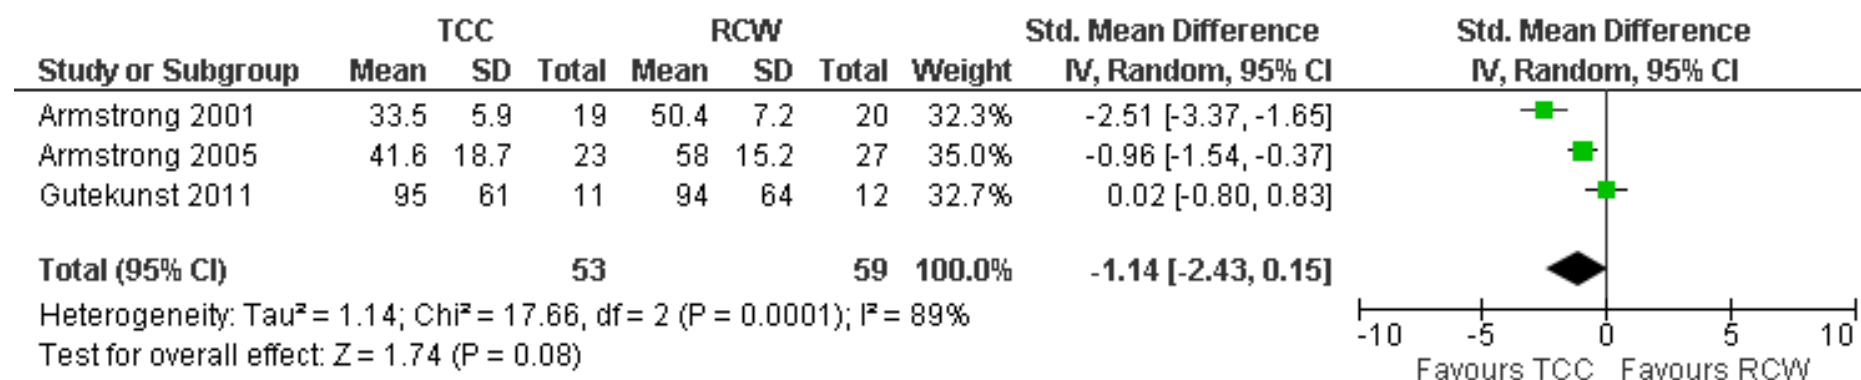 TCC RCW Std. Mean Difference Std. Mean Difference
Study or Subgroup Mean SD Total Mean SD Total Weight IV, Random, 95% CI IV, Random, 95% CI
Armstrong 2001 33.5 5.9 19 50.4 7.2 20 32.3% -2.51 [-3.37, -1.65]
Armstrong 2005 41.6 18.7 23 58 15.2 27 35.0% -0.96 [-1.54, -0.37]
Gutekunst 2011 95 61 11 94 64 12 32.7% 0.02 [-0.80, 0.83]
Total (95% CI) 53 59 100.0% -1.14 [-2.43, 0.15]
Heterogeneity: Tau² = 1.14; Chi² = 17.66, df = 2 (P = 0.0001); I² = 89%
Test for overall effect: Z = 1.74 (P = 0.08)
-10 -5 0 5 10
Favours TCC Favours RCW